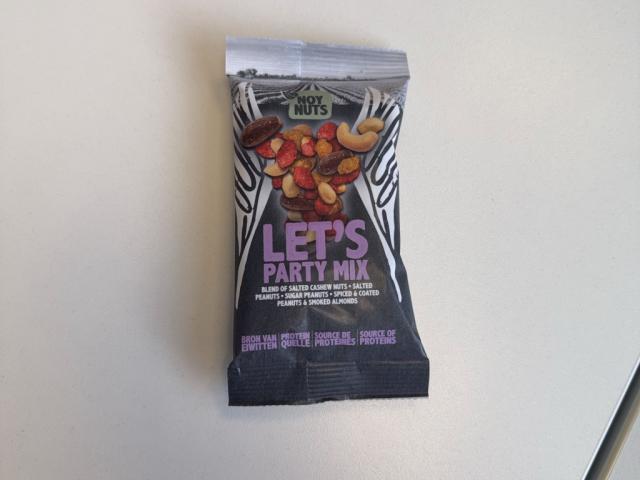 NOY
NUTS
LET'S
PARTY MIX
BLEND OF SALTED CASHEW NUTS • SALTED
PEANUTS • SUGAR PEANUTS • SPICED & COATED
PEANUTS & SMOKED ALMONDS
BRON VAN
EIWITTEN
PROTEIN
QUELLE
SOURCE DE
PROTÉINES
SOURCE OF
PROTEINS